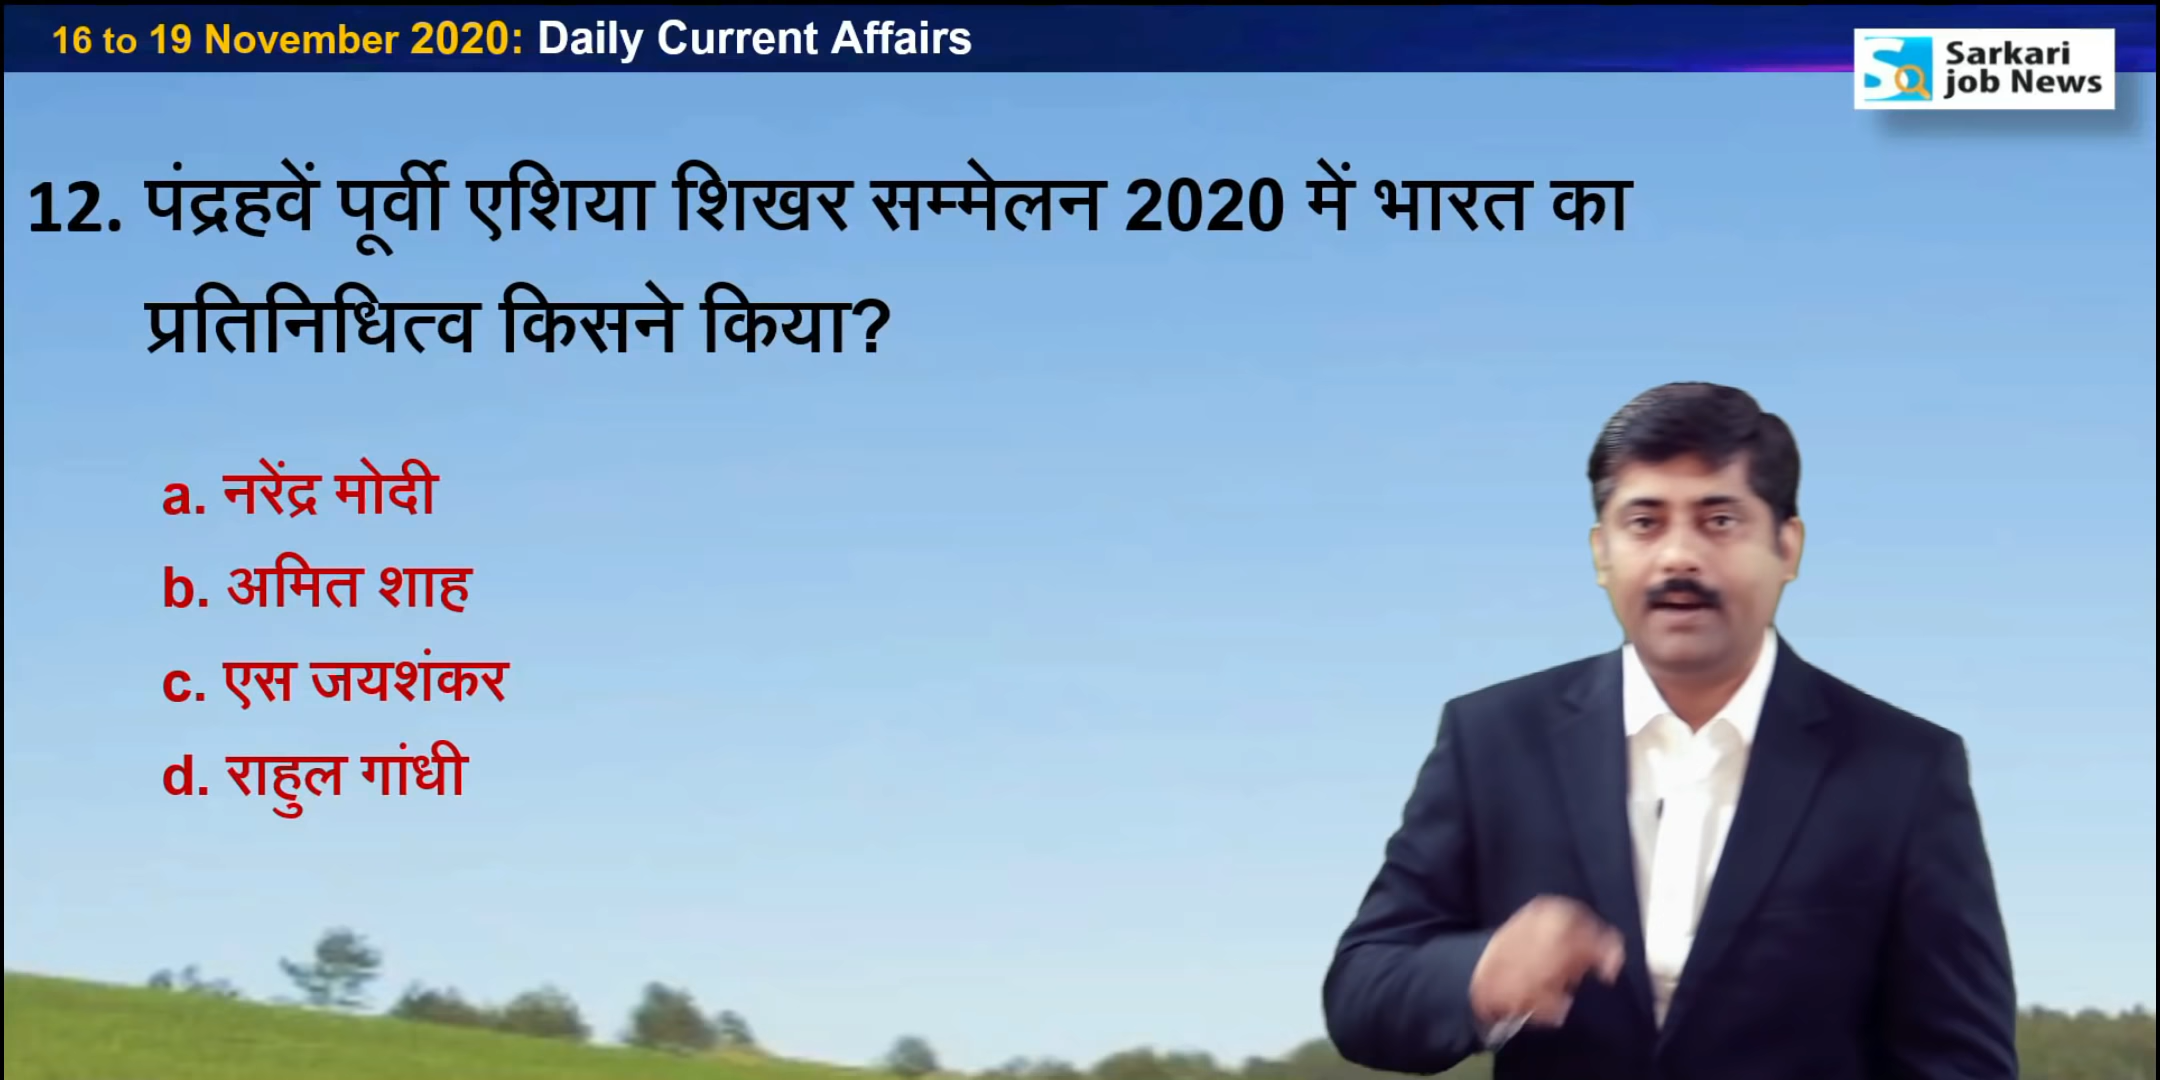 16 to 19 November 2020: Daily Current Affairs
Sarkari
job News
12. पंद्रहवें पूर्वी एशिया शिखर सम्मेलन 2020 में भारत का
प्रतिनिधित्व किसने किया?
a. नरेंद्र मोदी
b. अमित शाह
c. एस जयशंकर
d. राहुल गांधी